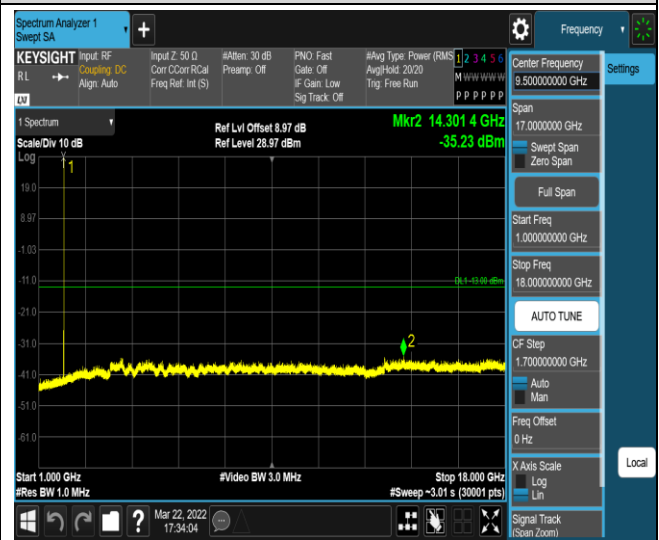 Spectrum Analyzer 1
Swept SA
Frequency
KEYSIGHT
Input: RF
Coupling: DC
Align: Auto
RL
LXI
Input Z: 50 Ω
Corr CCorr RCal
Freq Ref: Int (S)
#Atten: 30 dB
Preamp: Off
PNO: Fast
Gate: Off
IF Gain: Low
Sig Track: Off
#Avg Type: Power (RMS
Avg|Hold: 20/20
Trig: Free Run
1 2 3 4 5 6
M W W W W W
P P P P P P
1 Spectrum
Scale/Div 10 dB
Log
Ref Lvl Offset 8.97 dB
Ref Level 28.97 dBm
Mkr2 14.301 4 GHz
-35.23 dBm
1
19.0
8.97
-1.03
-11.0
DL1 -13.00 dBm
-21.0
-31.0
2
-41.0
-51.0
-61.0
Start 1.000 GHz
#Res BW 1.0 MHz
#Video BW 3.0 MHz
Stop 18.000 GHz
#Sweep ~3.01 s (30001 pts)
?
Mar 22, 2022
17:34:04
Center Frequency
9.500000000 GHz
Settings
Span
17.0000000 GHz
Swept Span
Zero Span
Full Span
Start Freq
1.000000000 GHz
Stop Freq
18.000000000 GHz
AUTO TUNE
CF Step
1.700000000 GHz
Auto
Man
Freq Offset
0 Hz
X Axis Scale
Log
Lin
Local
Signal Track
(Span Zoom)